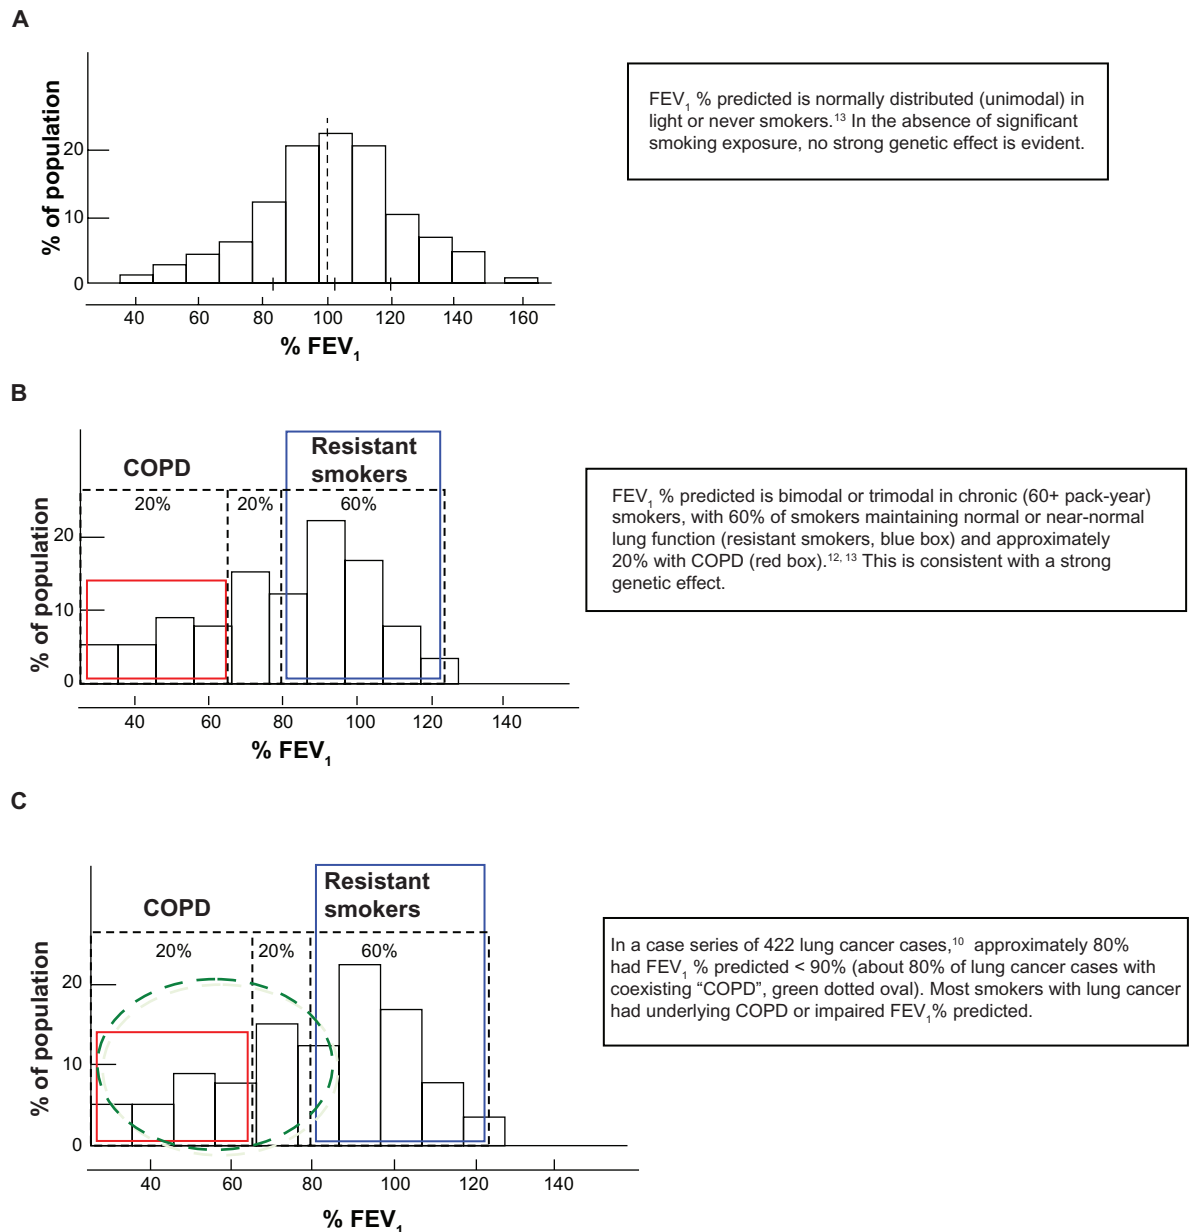 A
% of population
20
10
0
40 60 80 100 120 140 160
% FEV₁
FEV₁ % predicted is normally distributed (unimodal) in
light or never smokers.¹³ In the absence of significant
smoking exposure, no strong genetic effect is evident.
B
COPD
Resistant
smokers
20% 20% 60%
% of population
20
10
0
40 60 80 100 120 140
% FEV₁
FEV₁ % predicted is bimodal or trimodal in chronic (60+ pack-year)
smokers, with 60% of smokers maintaining normal or near-normal
lung function (resistant smokers, blue box) and approximately
20% with COPD (red box).¹²,¹³ This is consistent with a strong
genetic effect.
C
COPD
Resistant
smokers
20% 20% 60%
% of population
20
10
0
40 60 80 100 120 140
% FEV₁
In a case series of 422 lung cancer cases,¹⁰ approximately 80%
had FEV₁ % predicted < 90% (about 80% of lung cancer cases with
coexisting “COPD”, green dotted oval). Most smokers with lung cancer
had underlying COPD or impaired FEV₁% predicted.